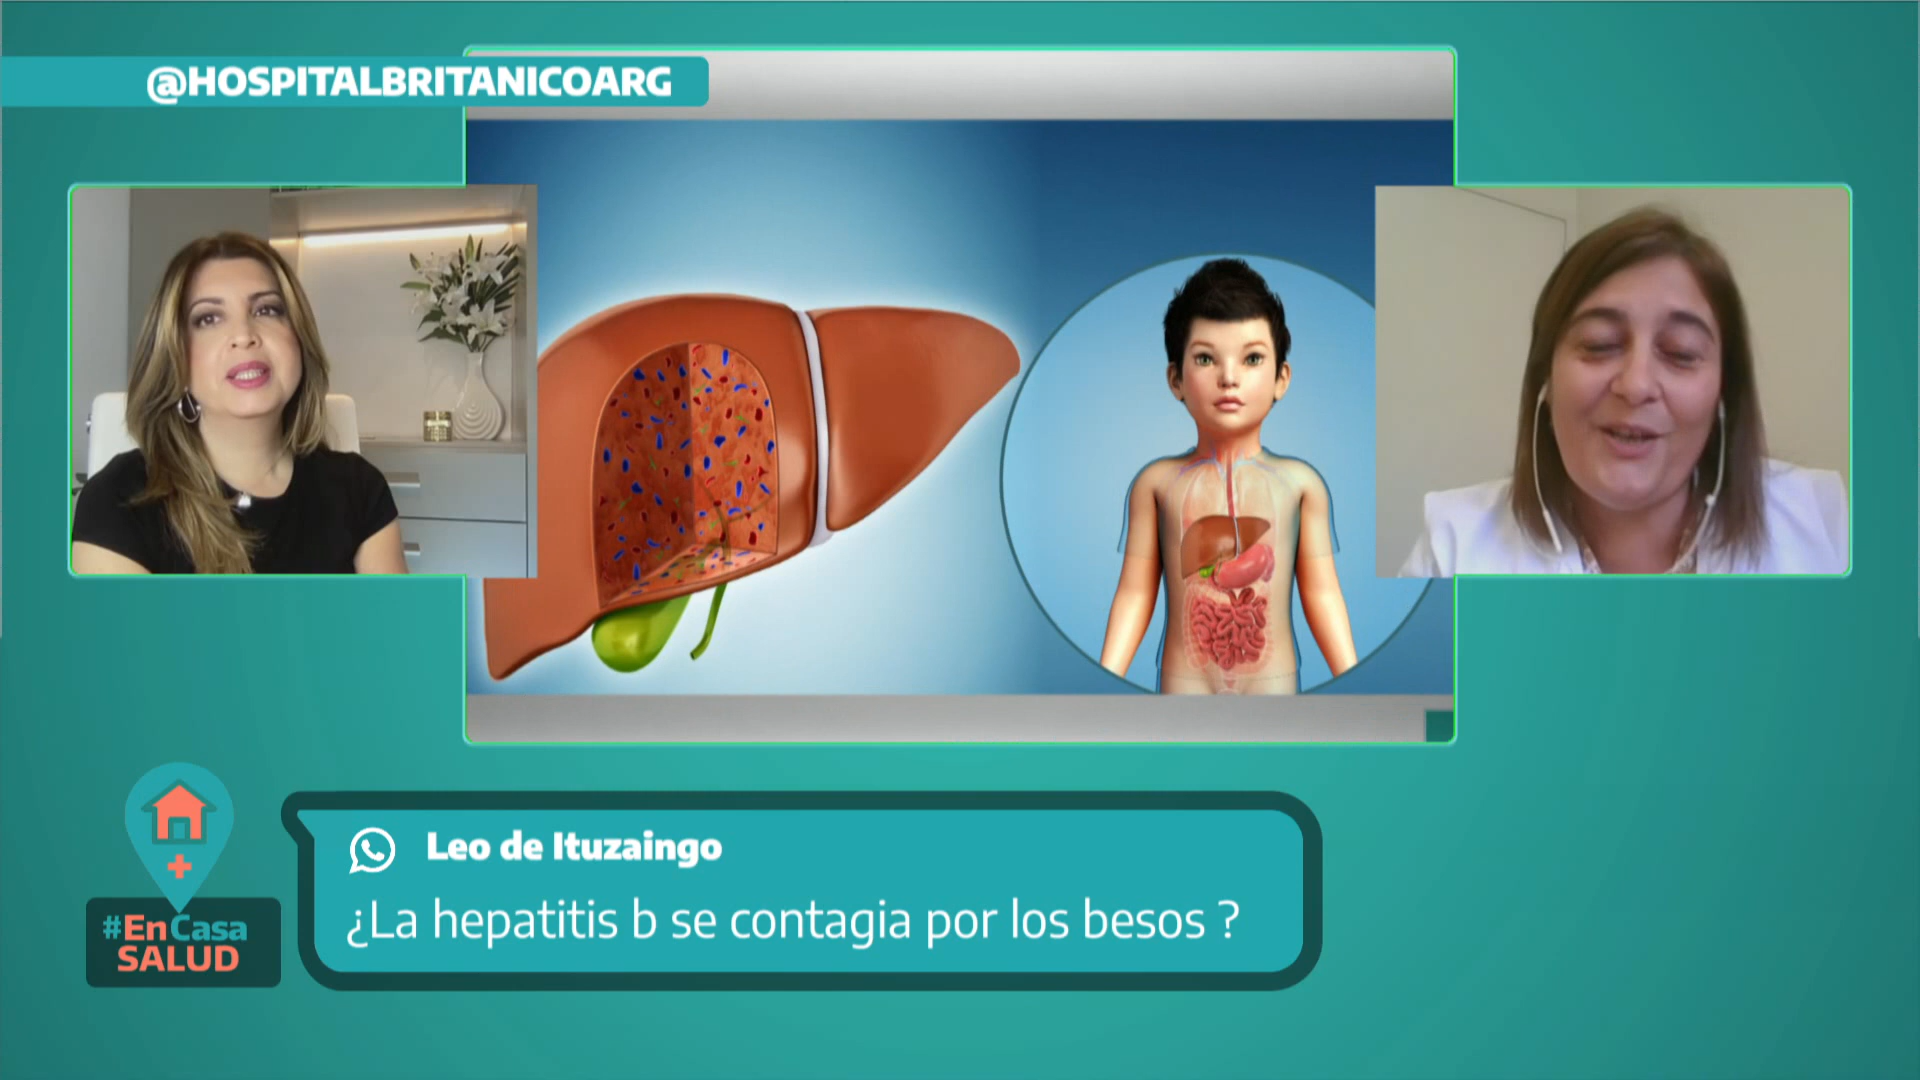 @HOSPITALBRITANICOARG
#EnCasa
SALUD
Leo de Ituzaingo
¿La hepatitis b se contagia por los besos ?